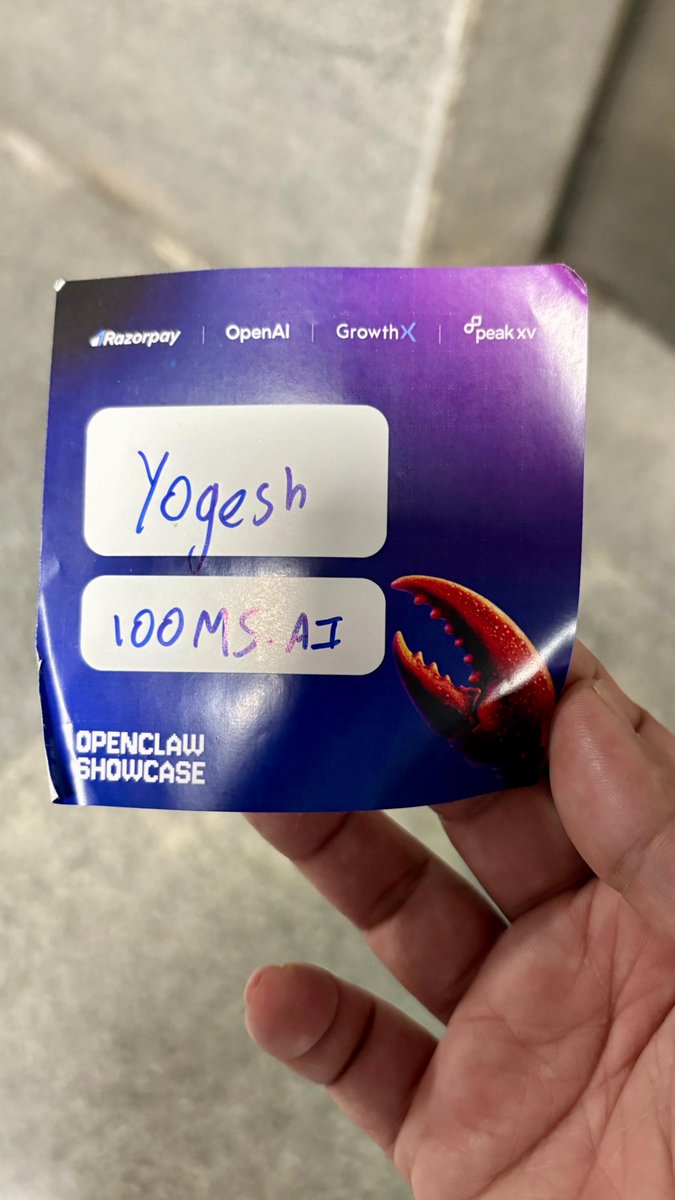 Razorpay | OpenAI | GrowthX | peak xv
Yogesh
100MS.AI
OPENCLAW
SHOWCASE